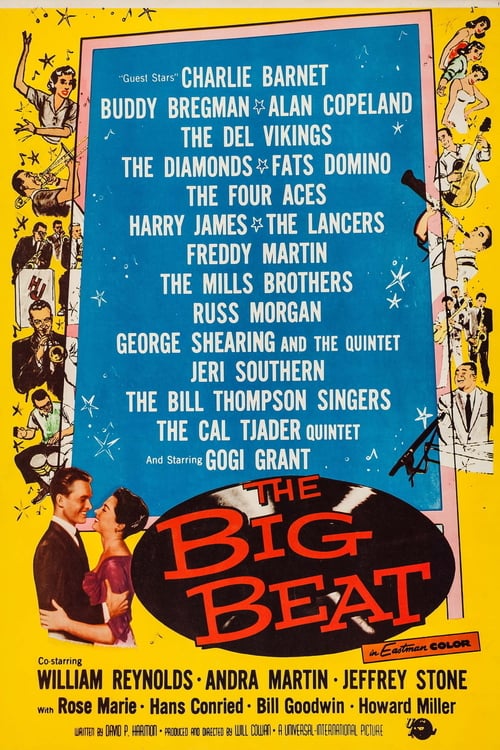 "Guest Stars" CHARLIE BARNET
BUDDY BREGMAN ☆ ALAN COPELAND
THE DEL VIKINGS
THE DIAMONDS ☆ FATS DOMINO
THE FOUR ACES
HARRY JAMES ☆ THE LANCERS
FREDDY MARTIN
THE MILLS BROTHERS
RUSS MORGAN
GEORGE SHEARING AND THE QUINTET
JERI SOUTHERN
THE BILL THOMPSON SINGERS
THE CAL TJADER QUINTET
And Starring GOGI GRANT
HJ
THE
BIG
BEAT
in Eastman COLOR
Co-starring
WILLIAM REYNOLDS · ANDRA MARTIN · JEFFREY STONE
With Rose Marie · Hans Conried · Bill Goodwin · Howard Miller
WRITTEN BY DAVID P. HARMON · PRODUCED AND DIRECTED BY WILL COWAN · A UNIVERSAL-INTERNATIONAL PICTURE